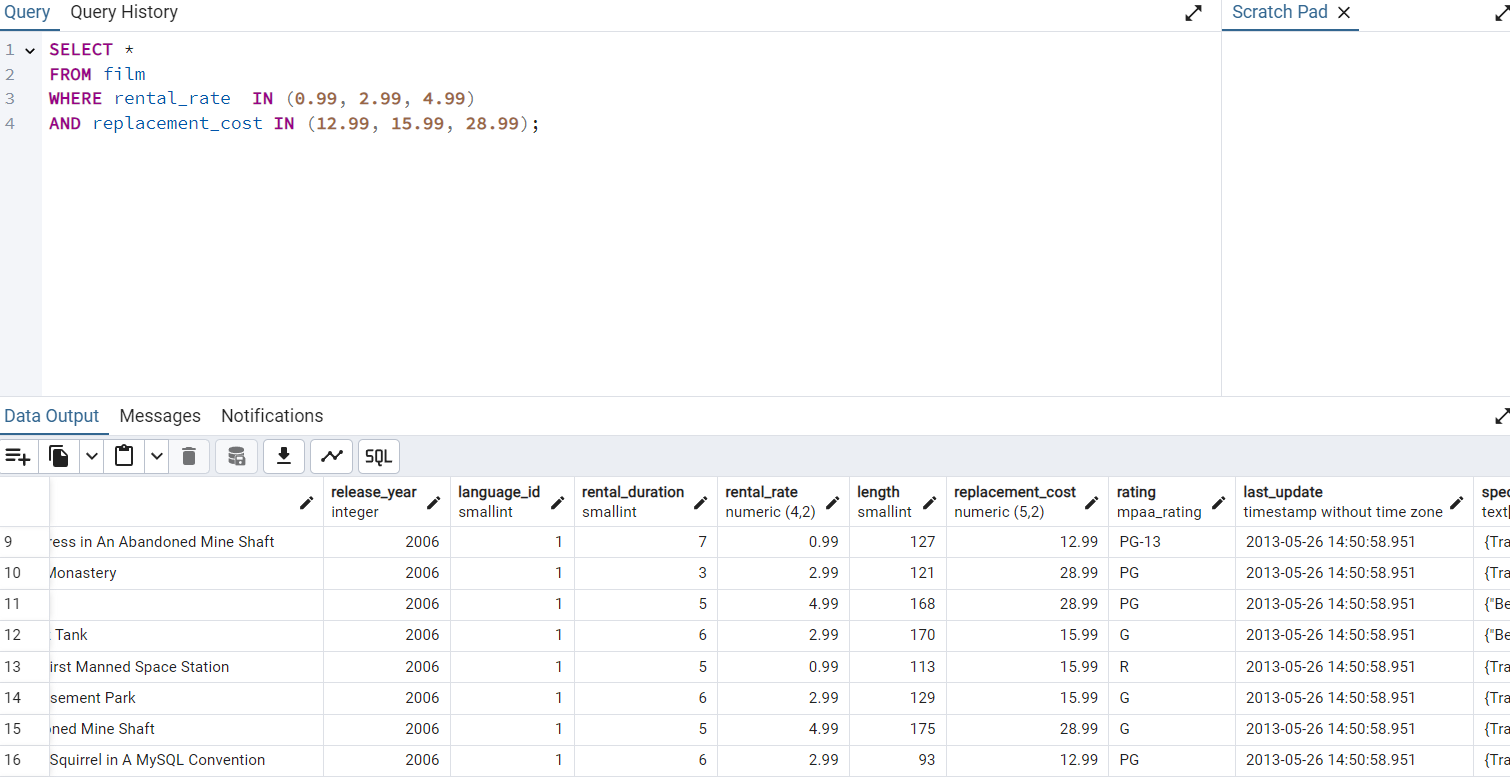 Query Query History Scratch Pad
1 SELECT *
2 FROM film
3 WHERE rental_rate  IN (0.99, 2.99, 4.99)
4 AND replacement_cost IN (12.99, 15.99, 28.99);
Data Output Messages Notifications
SQL
release_year language_id rental_duration rental_rate length replacement_cost rating last_update spec
integer smallint smallint numeric (4,2) smallint numeric (5,2) mpaa_rating timestamp without time zone text[
9 ress in An Abandoned Mine Shaft 2006 1 7 0.99 127 12.99 PG-13 2013-05-26 14:50:58.951 {Tra
10 Monastery 2006 1 3 2.99 121 28.99 PG 2013-05-26 14:50:58.951 {Tra
11 2006 1 5 4.99 168 28.99 PG 2013-05-26 14:50:58.951 {"Be
12 Tank 2006 1 6 2.99 170 15.99 G 2013-05-26 14:50:58.951 {"Be
13 irst Manned Space Station 2006 1 5 0.99 113 15.99 R 2013-05-26 14:50:58.951 {Tra
14 sement Park 2006 1 6 2.99 129 15.99 G 2013-05-26 14:50:58.951 {Tra
15 ned Mine Shaft 2006 1 5 4.99 175 28.99 G 2013-05-26 14:50:58.951 {Tra
16 Squirrel in A MySQL Convention 2006 1 6 2.99 93 12.99 PG 2013-05-26 14:50:58.951 {Tra